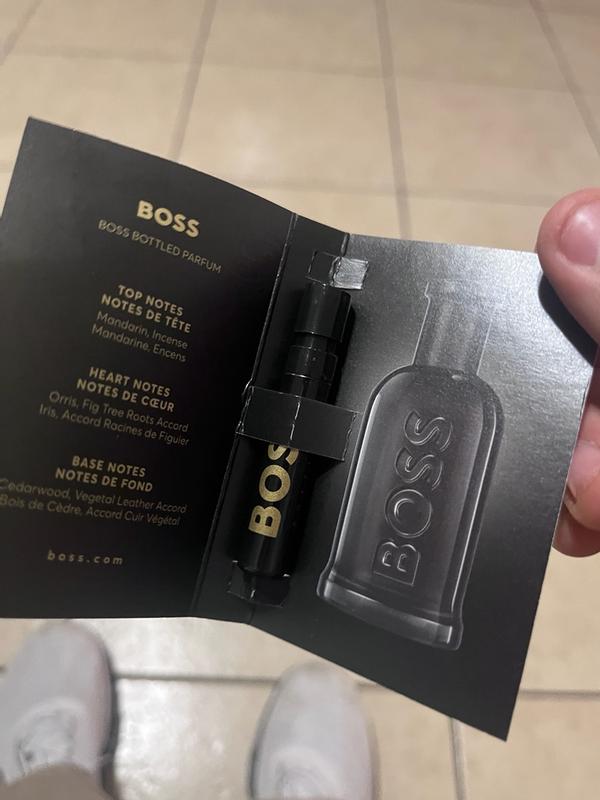 BOSS
BOSS BOTTLED PARFUM
TOP NOTES
NOTES DE TÊTE
Mandarin, Incense
Mandarine, Encens
HEART NOTES
NOTES DE CŒUR
Orris, Fig Tree Roots Accord
Iris, Accord Racines de Figuier
BASE NOTES
NOTES DE FOND
Cedarwood, Vegetal Leather Accord
Bois de Cèdre, Accord Cuir Végétal
boss.com
BOS
BOSS